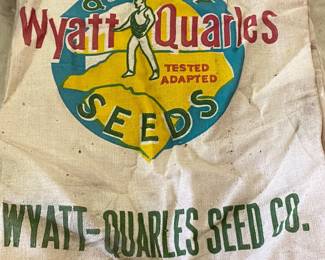 Wyatt Quarles
TESTED
ADAPTED
SEEDS
WYATT-QUARLES SEED CO.